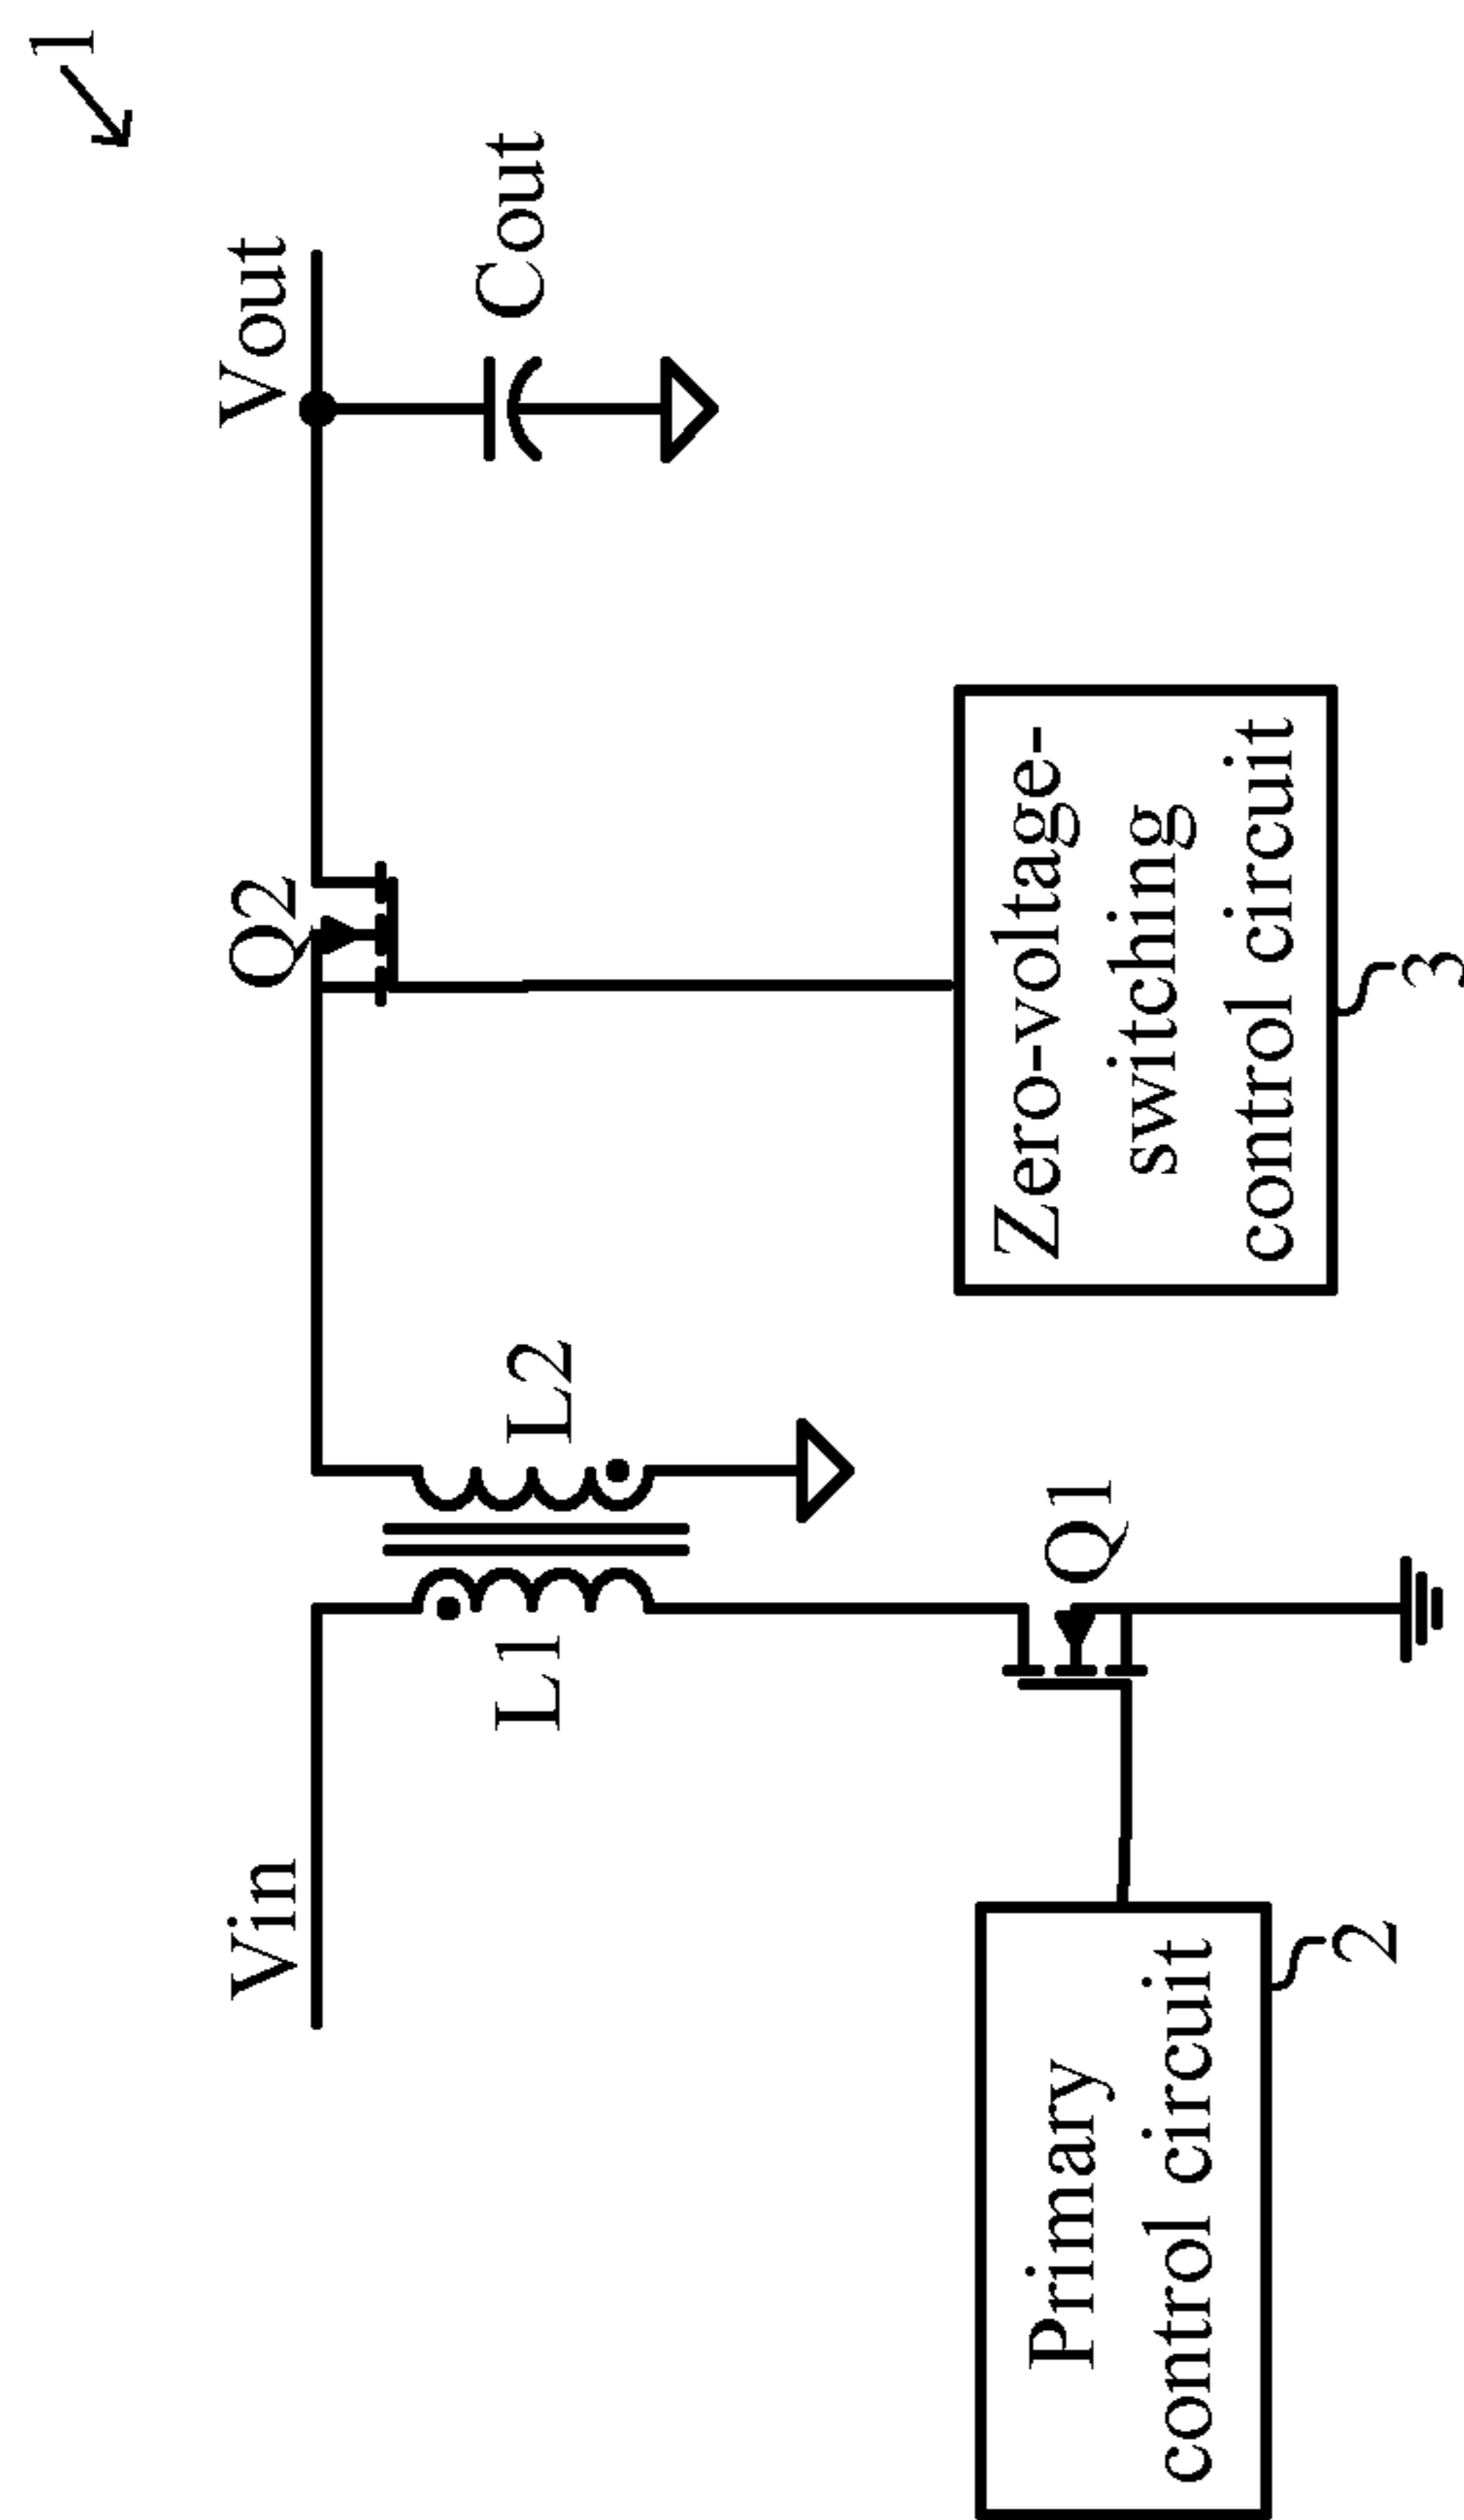 1
Vin
L1
L2
Q2
Vout
Cout
Q1
Primary
control circuit
2
Zero-voltage-
switching
control circuit
3